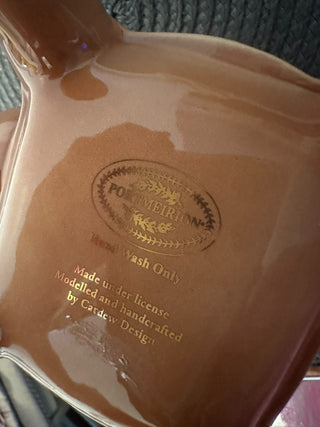 PORTMEIRION
Hand Wash Only
Made under license
Modelled and handcrafted
by Cardew Design